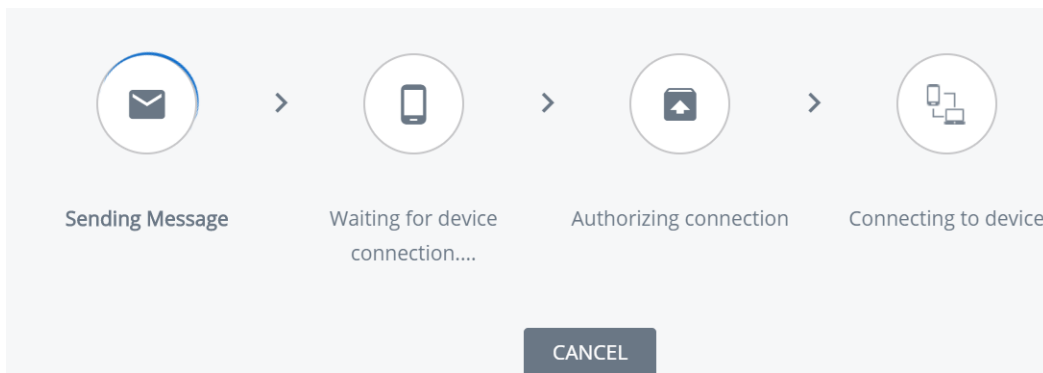 Sending Message
Waiting for device
connection....
Authorizing connection
Connecting to device
CANCEL